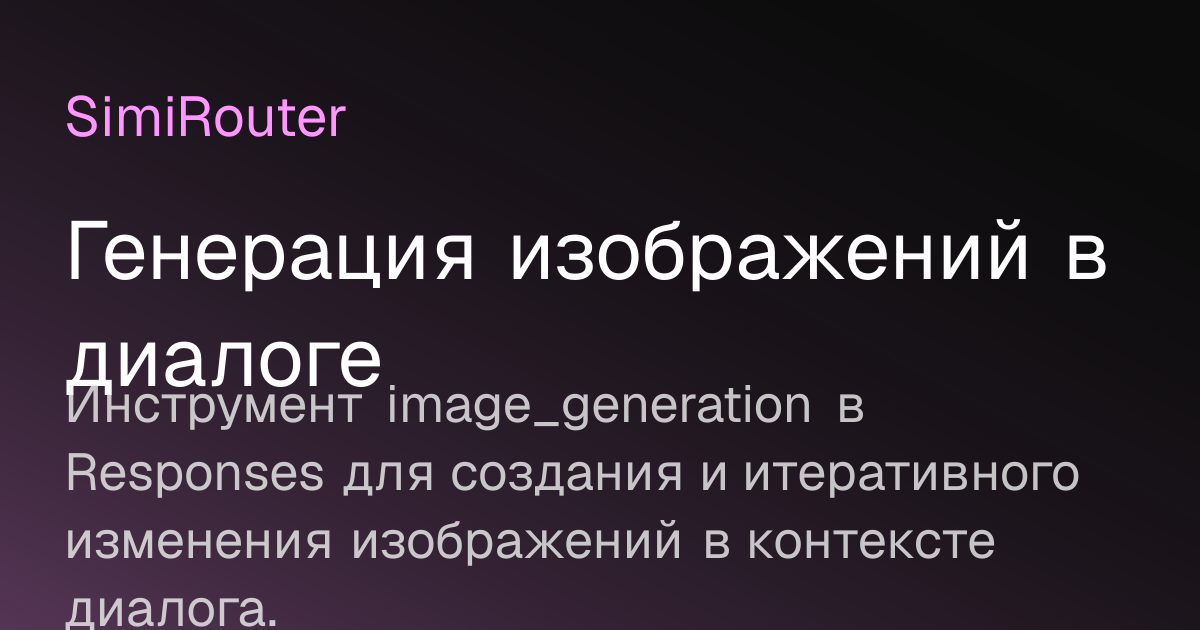 SimiRouter
Генерация изображений в
диалоге
Инструмент image_generation в
Responses для создания и итеративного
изменения изображений в контексте
диалога.